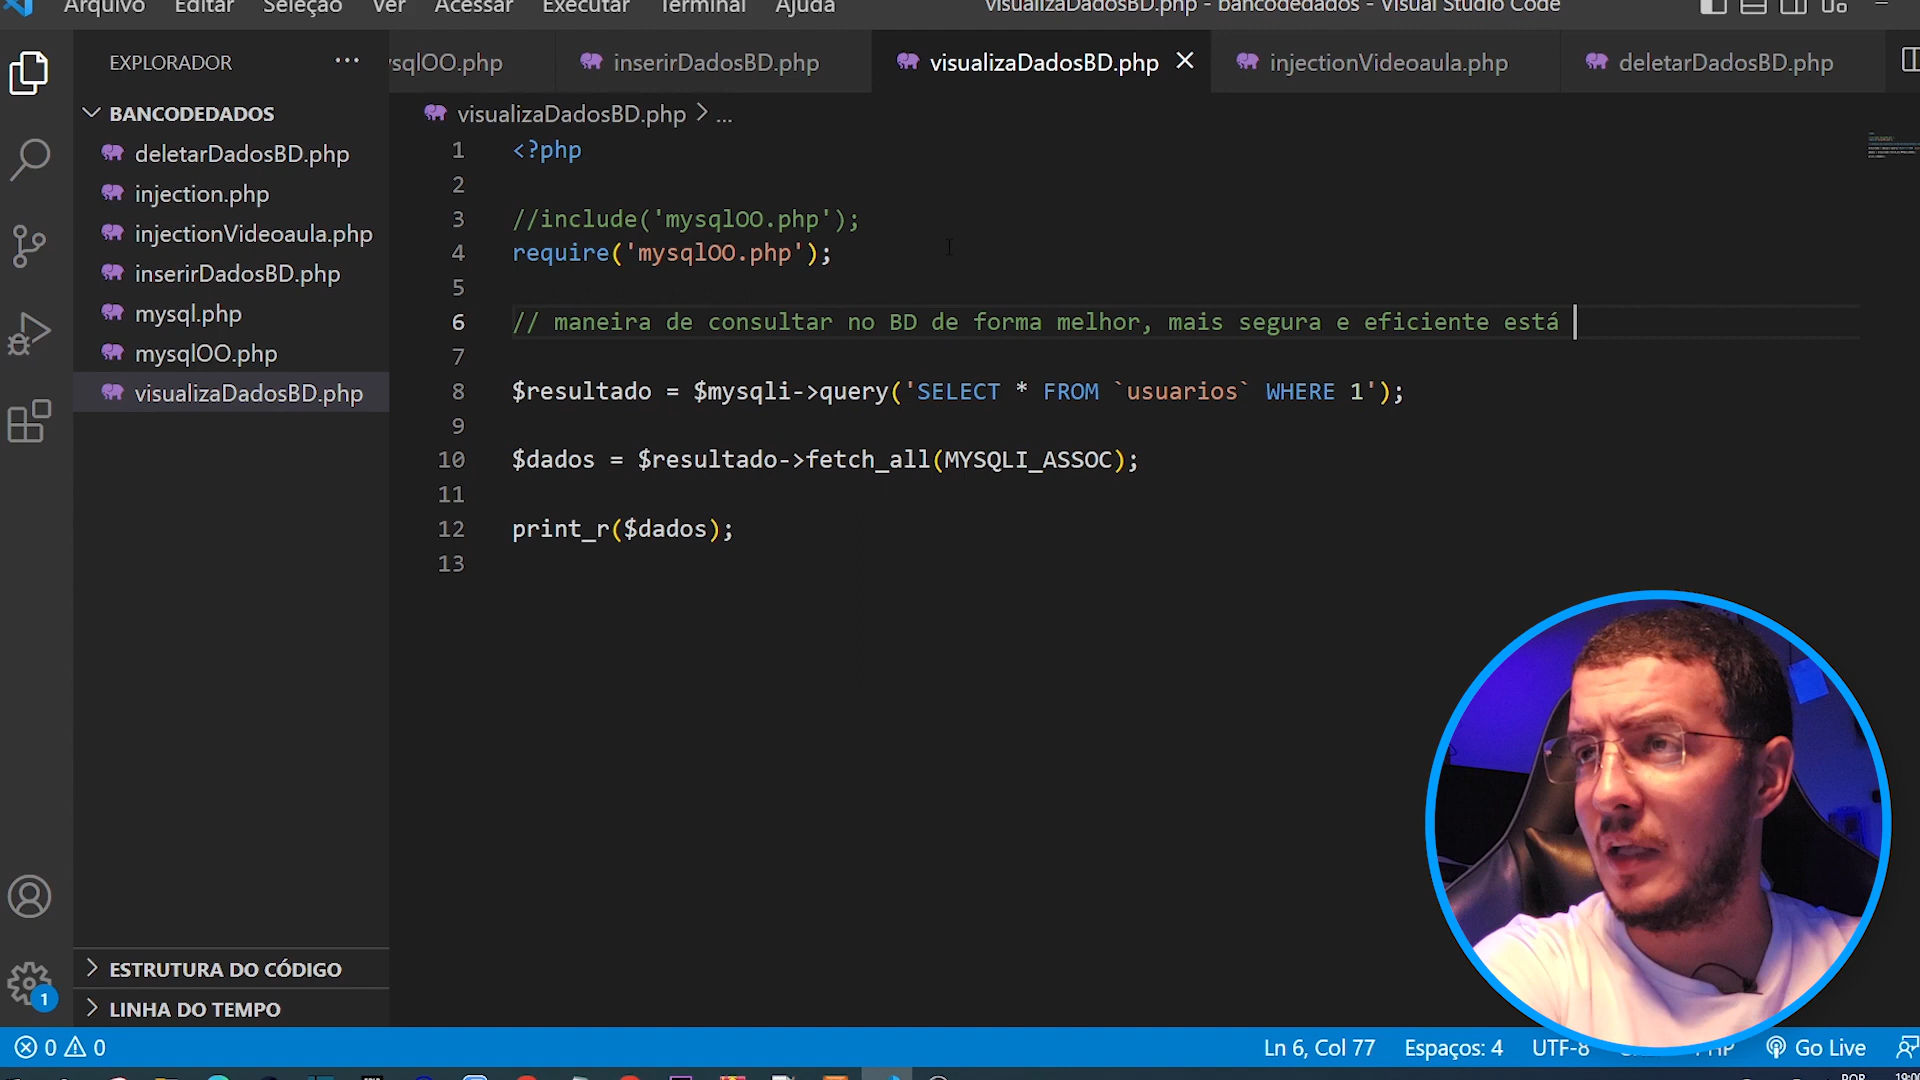 Arquivo Editar Seleção Ver Acessar Executar Terminal Ajuda visualizaDadosBD.php - bancodedados - Visual Studio Code
EXPLORADOR ...
ysqlOO.php inserirDadosBD.php visualizaDadosBD.php injectionVideoaula.php deletarDadosBD.php
BANCODEDADOS
deletarDadosBD.php
injection.php
injectionVideoaula.php
inserirDadosBD.php
mysql.php
mysqlOO.php
visualizaDadosBD.php
visualizaDadosBD.php > ...
1 <?php
2
3 //include('mysqlOO.php');
4 require('mysqlOO.php');
5
6 // maneira de consultar no BD de forma melhor, mais segura e eficiente está
7
8 $resultado = $mysqli->query('SELECT * FROM `usuarios` WHERE 1');
9
10 $dados = $resultado->fetch_all(MYSQLI_ASSOC);
11
12 print_r($dados);
13
ESTRUTURA DO CÓDIGO
LINHA DO TEMPO
1
0 0 Ln 6, Col 77 Espaços: 4 UTF-8 PHP Go Live